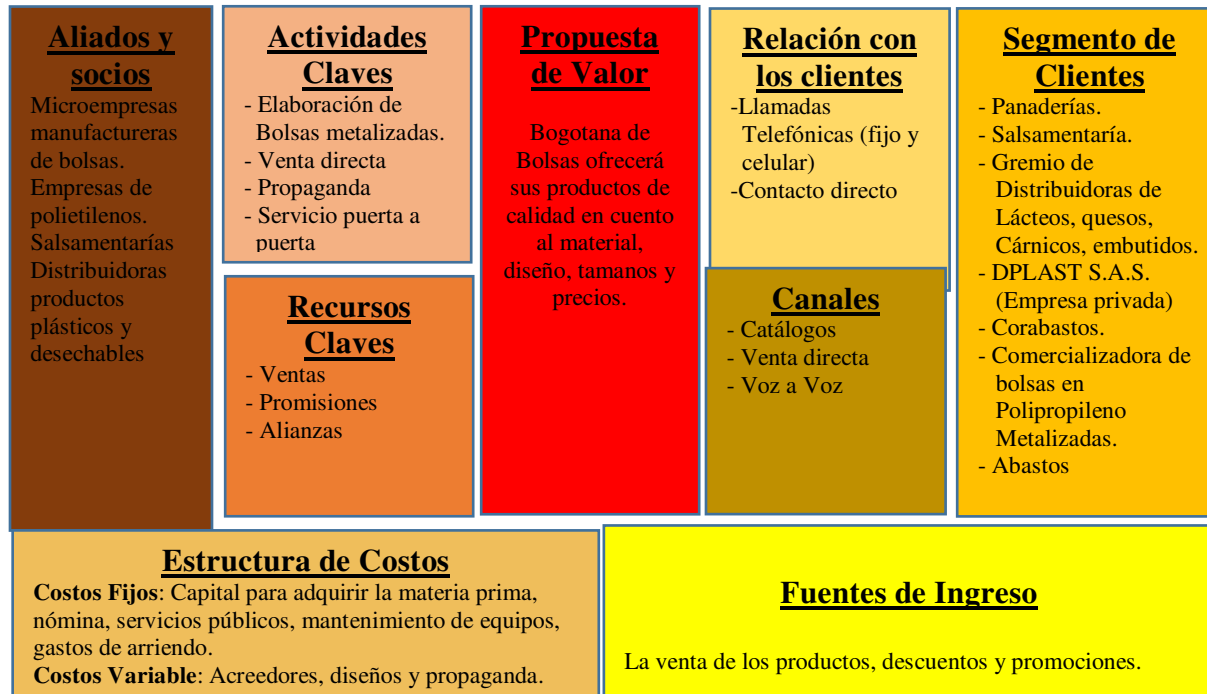 Aliados y
socios
Microempresas
manufactureras
de bolsas.
Empresas de
polietilenos.
Salsamentarías
Distribuidoras
productos
plásticos y
desechables
Actividades
Claves
- Elaboración de
Bolsas metalizadas.
- Venta directa
- Propaganda
- Servicio puerta a
puerta
Recursos
Claves
- Ventas
- Promisiones
- Alianzas
Propuesta
de Valor
Bogotana de
Bolsas ofrecerá
sus productos de
calidad en cuento
al material,
diseño, tamanos y
precios.
Relación con
los clientes
-Llamadas
Telefónicas (fijo y
celular)
-Contacto directo
Canales
- Catálogos
- Venta directa
- Voz a Voz
Segmento de
Clientes
- Panaderías.
- Salsamentaría.
- Gremio de
Distribuidoras de
Lácteos, quesos,
Cárnicos, embutidos.
- DPLAST S.A.S.
(Empresa privada)
- Corabastos.
- Comercializadora de
bolsas en
Polipropileno
Metalizadas.
- Abastos
Estructura de Costos
Costos Fijos: Capital para adquirir la materia prima,
nómina, servicios públicos, mantenimiento de equipos,
gastos de arriendo.
Costos Variable: Acreedores, diseños y propaganda.
Fuentes de Ingreso
La venta de los productos, descuentos y promociones.